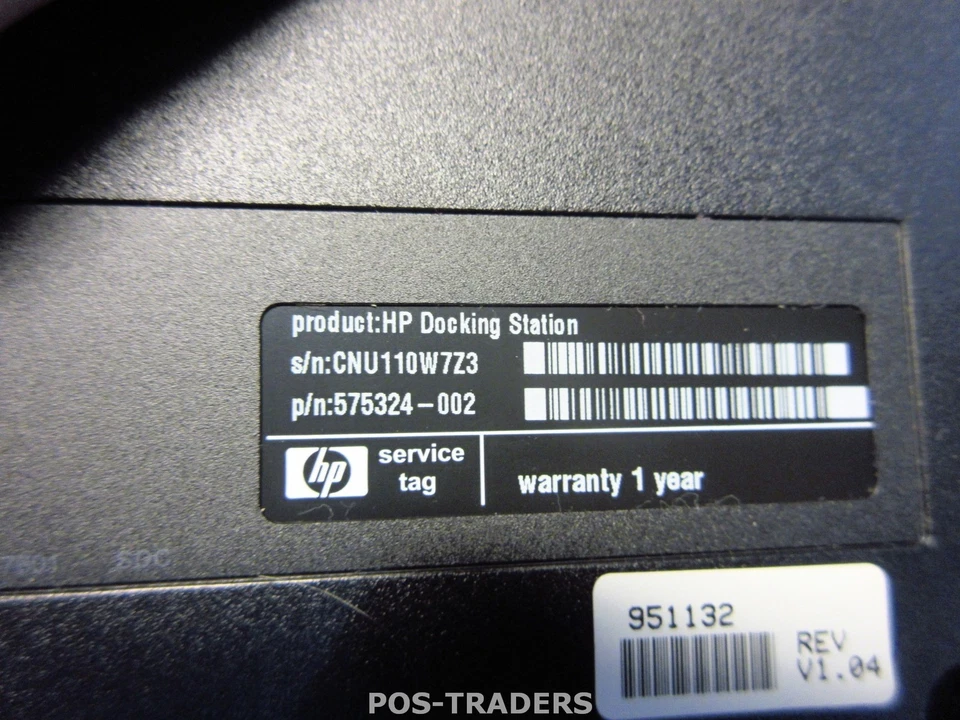 product:HP Docking Station
s/n:CNU110W7Z3
p/n:575324-002
hp service tag
warranty 1 year
951132
REV
V1.04
POS-TRADERS